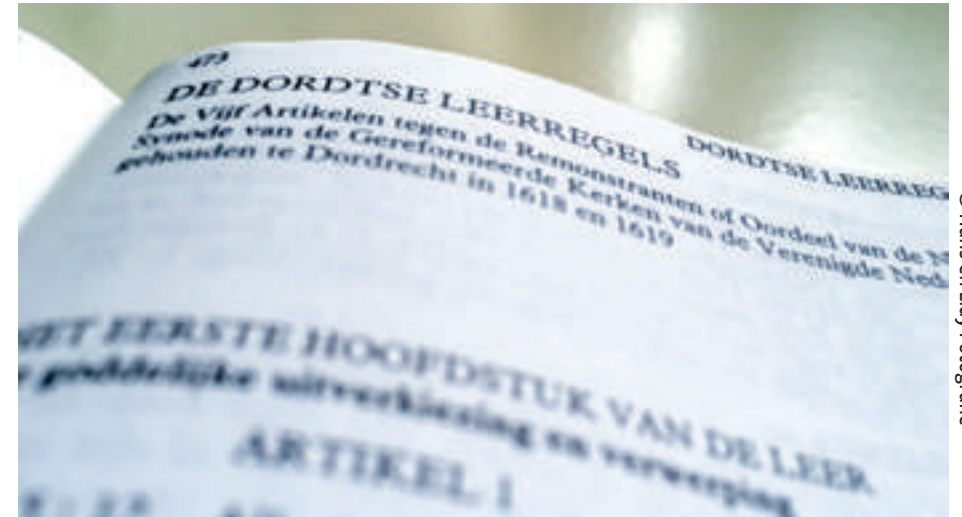 473
DORDTSE LEERREG
DE DORDTSE LEERREGELS
De Vijf Artikelen tegen de Remonstranten of Oordeel van de N
Synode van de Gereformeerde Kerken van de Verenigde Ned
gehouden te Dordrecht in 1618 en 1619
HET EERSTE HOOFDSTUK VAN DE LEER
goddelijke uitverkiezing en verwerping
ARTIKEL 1